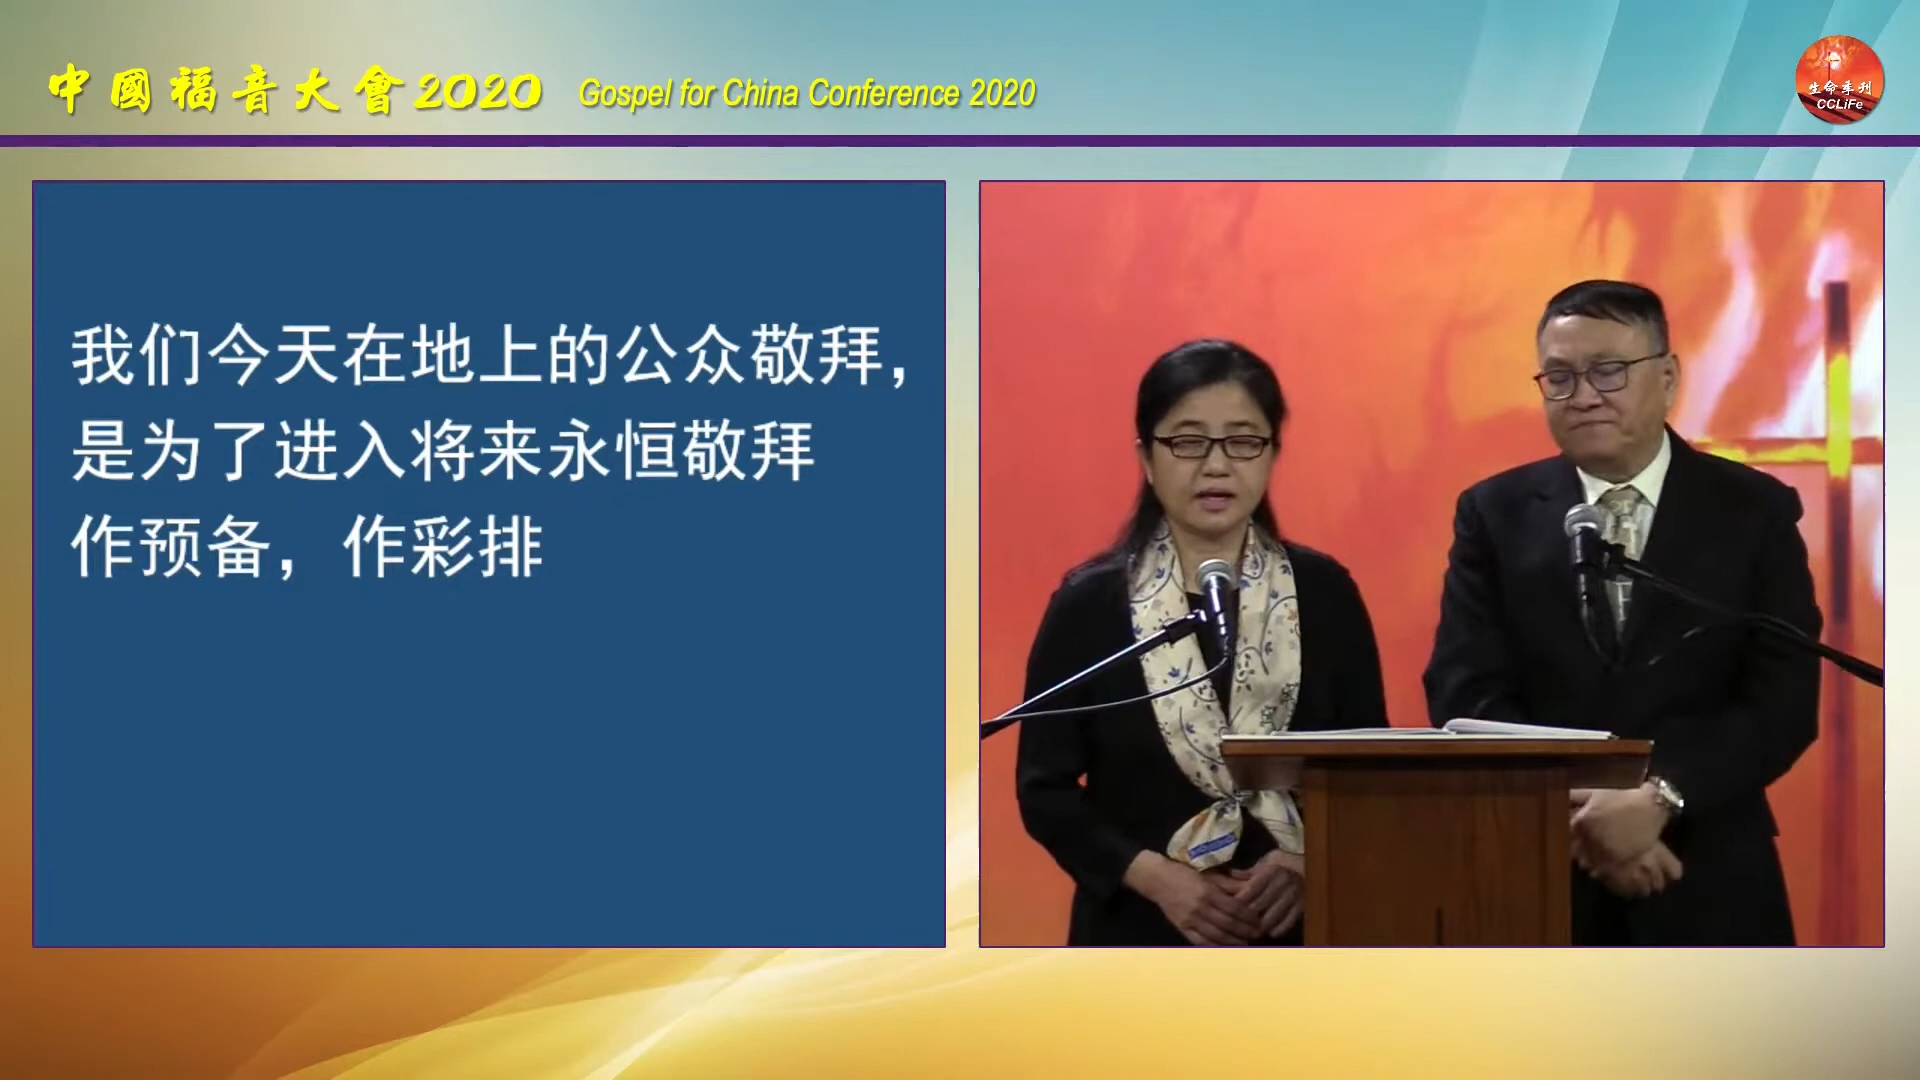 中國福音大會2020 Gospel for China Conference 2020
生命季刊
CCLiFe
我们今天在地上的公众敬拜，
是为了进入将来永恒敬拜
作预备，作彩排